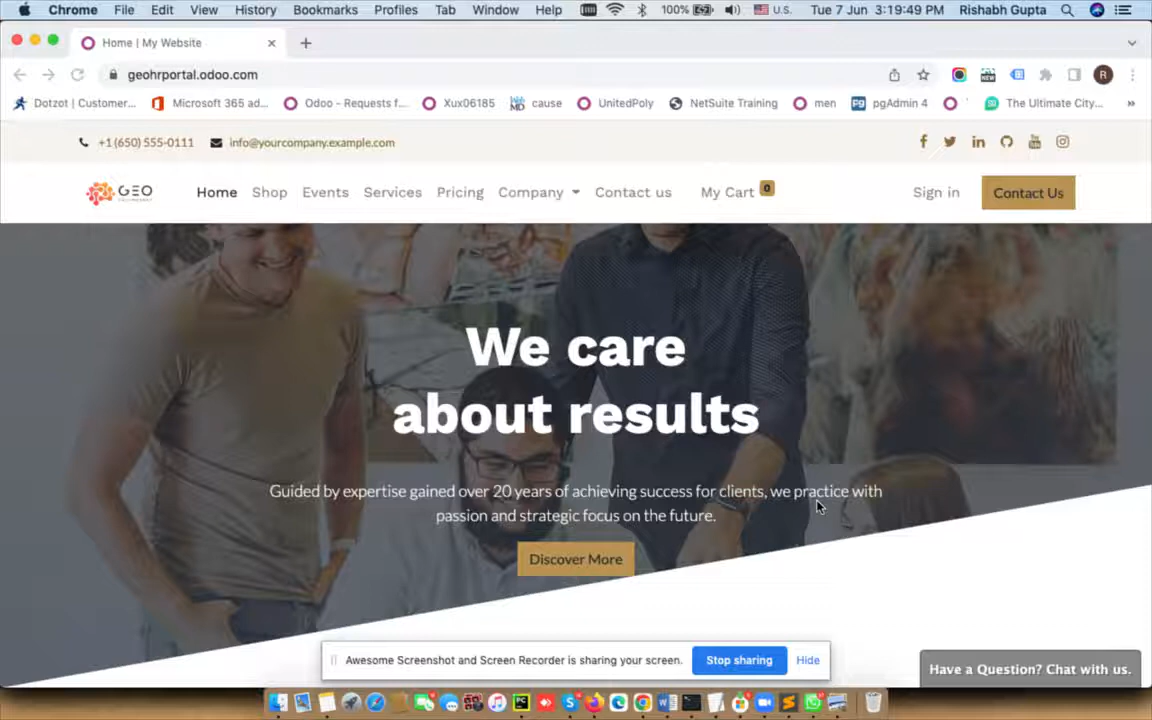 Chrome File Edit View History Bookmarks Profiles Tab Window Help 100% U.S. Tue 7 Jun 3:19:49 PM Rishabh Gupta
Home | My Website
geohrportal.odoo.com R
Dotzot | Customer... Microsoft 365 ad... Odoo - Requests f... Xux06185 cause UnitedPoly NetSuite Training men pgAdmin 4 The Ultimate City...
+1 (650) 555-0111 info@yourcompany.example.com
GEO Home Shop Events Services Pricing Company Contact us My Cart 0 Sign in Contact Us
We care
about results
Guided by expertise gained over 20 years of achieving success for clients, we practice with
passion and strategic focus on the future.
Discover More
Awesome Screenshot and Screen Recorder is sharing your screen. Stop sharing Hide
Have a Question? Chat with us.